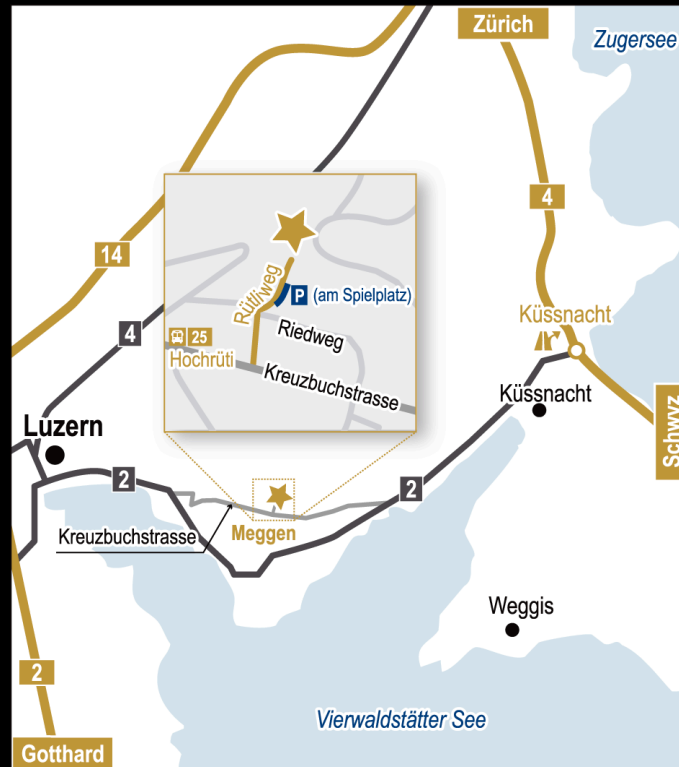 Zürich
Zugersee
4
14
Rütliweg
P (am Spielplatz)
Riedweg
25
Hochrüti
Kreuzbuchstrasse
Küssnacht
4
Küssnacht
Schwyz
Luzern
2
2
Kreuzbuchstrasse
Meggen
Weggis
2
Vierwaldstätter See
Gotthard